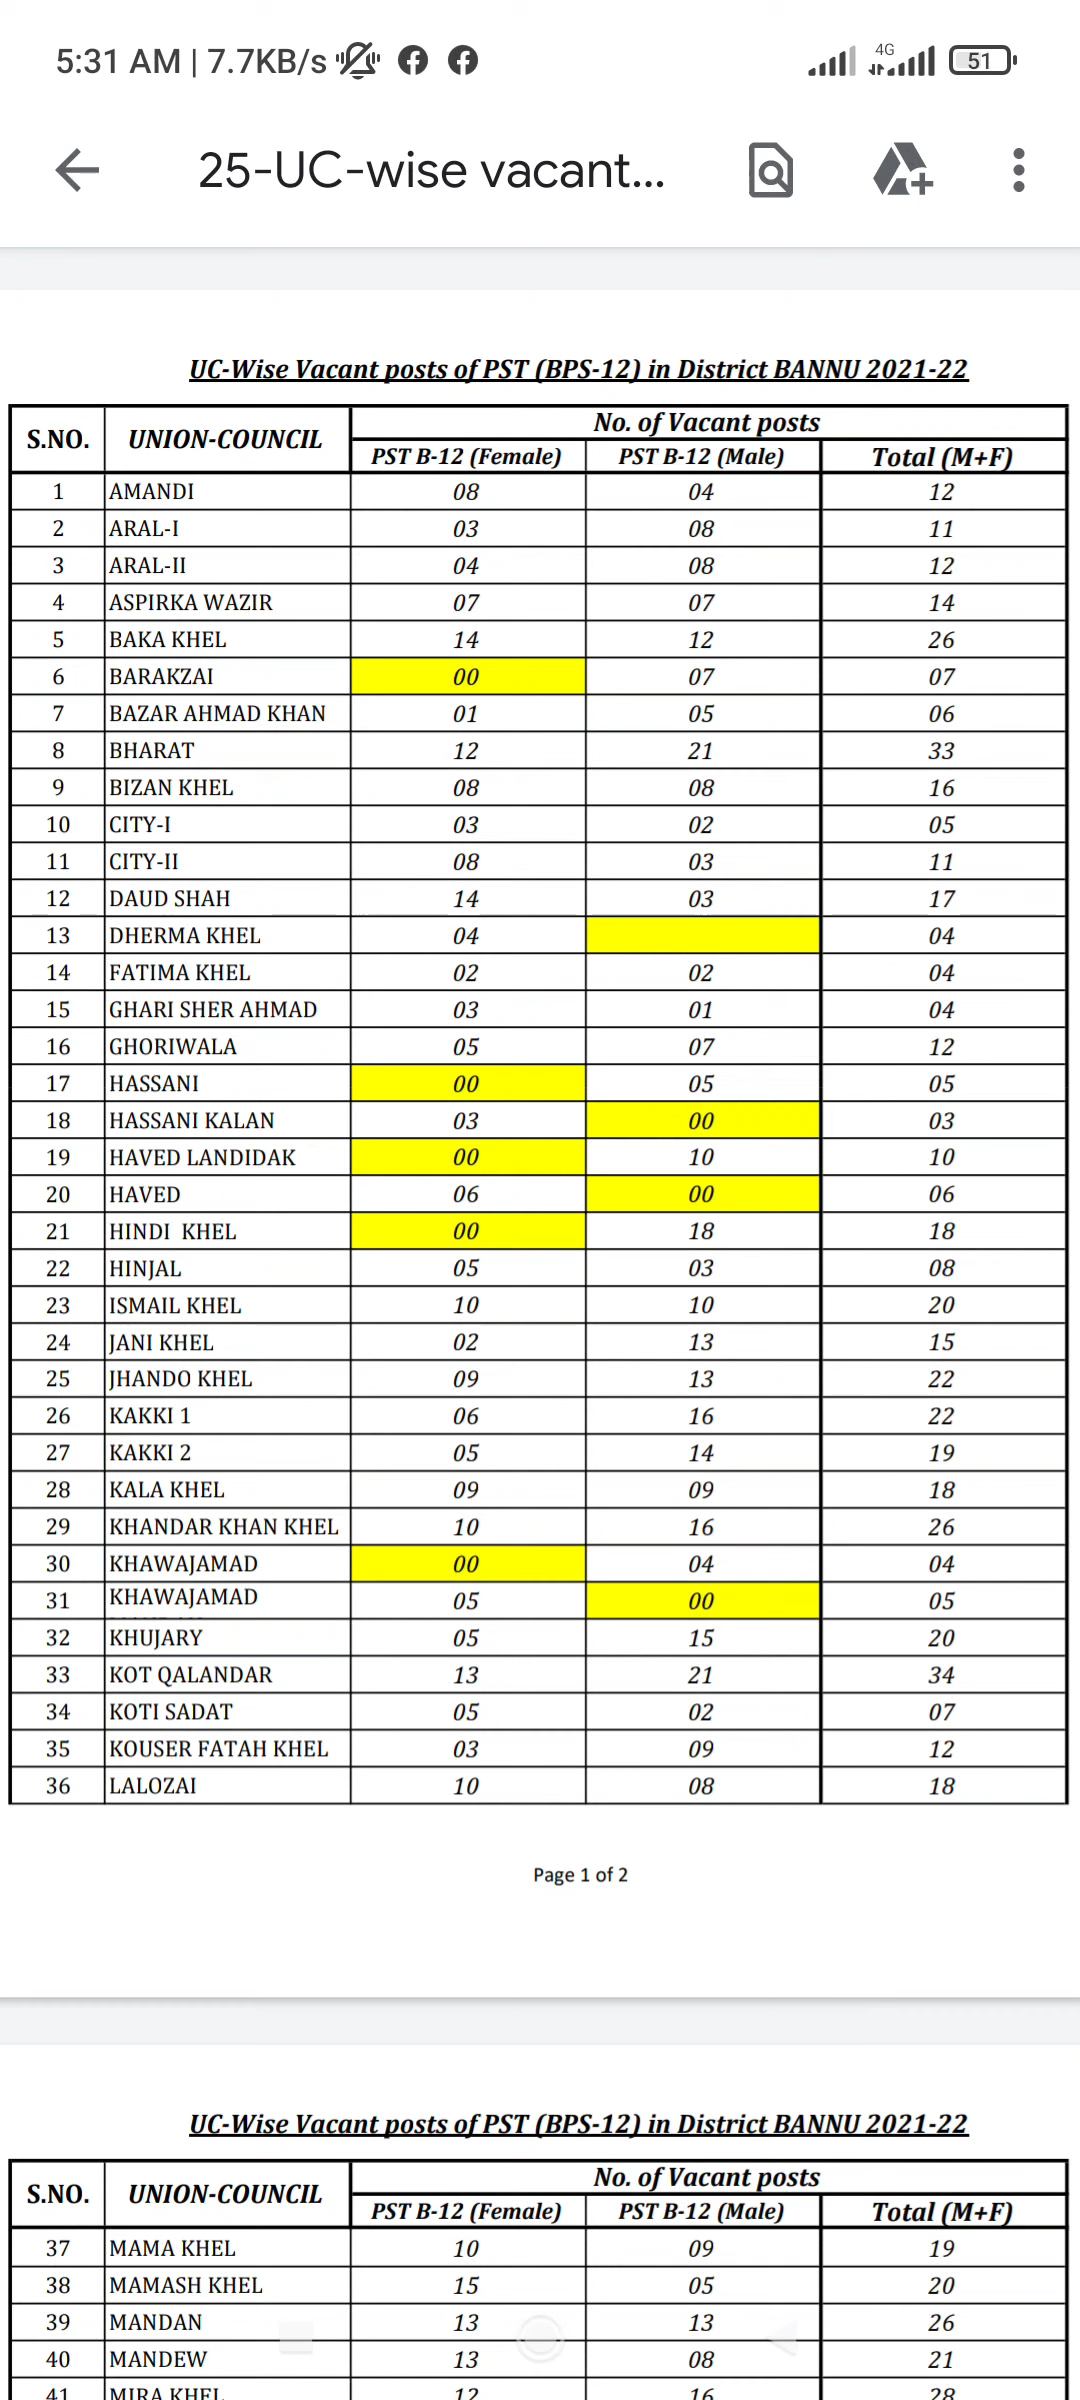 5:31 AM | 7.7KB/s 4G 51
25-UC-wise vacant...
UC-Wise Vacant posts of PST (BPS-12) in District BANNU 2021-22
S.NO. UNION-COUNCIL No. of Vacant posts
PST B-12 (Female) PST B-12 (Male) Total (M+F)
1 AMANDI 08 04 12
2 ARAL-I 03 08 11
3 ARAL-II 04 08 12
4 ASPIRKA WAZIR 07 07 14
5 BAKA KHEL 14 12 26
6 BARAKZAI 00 07 07
7 BAZAR AHMAD KHAN 01 05 06
8 BHARAT 12 21 33
9 BIZAN KHEL 08 08 16
10 CITY-I 03 02 05
11 CITY-II 08 03 11
12 DAUD SHAH 14 03 17
13 DHERMA KHEL 04 04
14 FATIMA KHEL 02 02 04
15 GHARI SHER AHMAD 03 01 04
16 GHORIWALA 05 07 12
17 HASSANI 00 05 05
18 HASSANI KALAN 03 00 03
19 HAVED LANDIDAK 00 10 10
20 HAVED 06 00 06
21 HINDI KHEL 00 18 18
22 HINJAL 05 03 08
23 ISMAIL KHEL 10 10 20
24 JANI KHEL 02 13 15
25 JHANDO KHEL 09 13 22
26 KAKKI 1 06 16 22
27 KAKKI 2 05 14 19
28 KALA KHEL 09 09 18
29 KHANDAR KHAN KHEL 10 16 26
30 KHAWAJAMAD 00 04 04
31 KHAWAJAMAD 05 00 05
32 KHUJARY 05 15 20
33 KOT QALANDAR 13 21 34
34 KOTI SADAT 05 02 07
35 KOUSER FATAH KHEL 03 09 12
36 LALOZAI 10 08 18
Page 1 of 2
UC-Wise Vacant posts of PST (BPS-12) in District BANNU 2021-22
S.NO. UNION-COUNCIL No. of Vacant posts
PST B-12 (Female) PST B-12 (Male) Total (M+F)
37 MAMA KHEL 10 09 19
38 MAMASH KHEL 15 05 20
39 MANDAN 13 13 26
40 MANDEW 13 08 21
41 MIRA KHEL 12 16 28